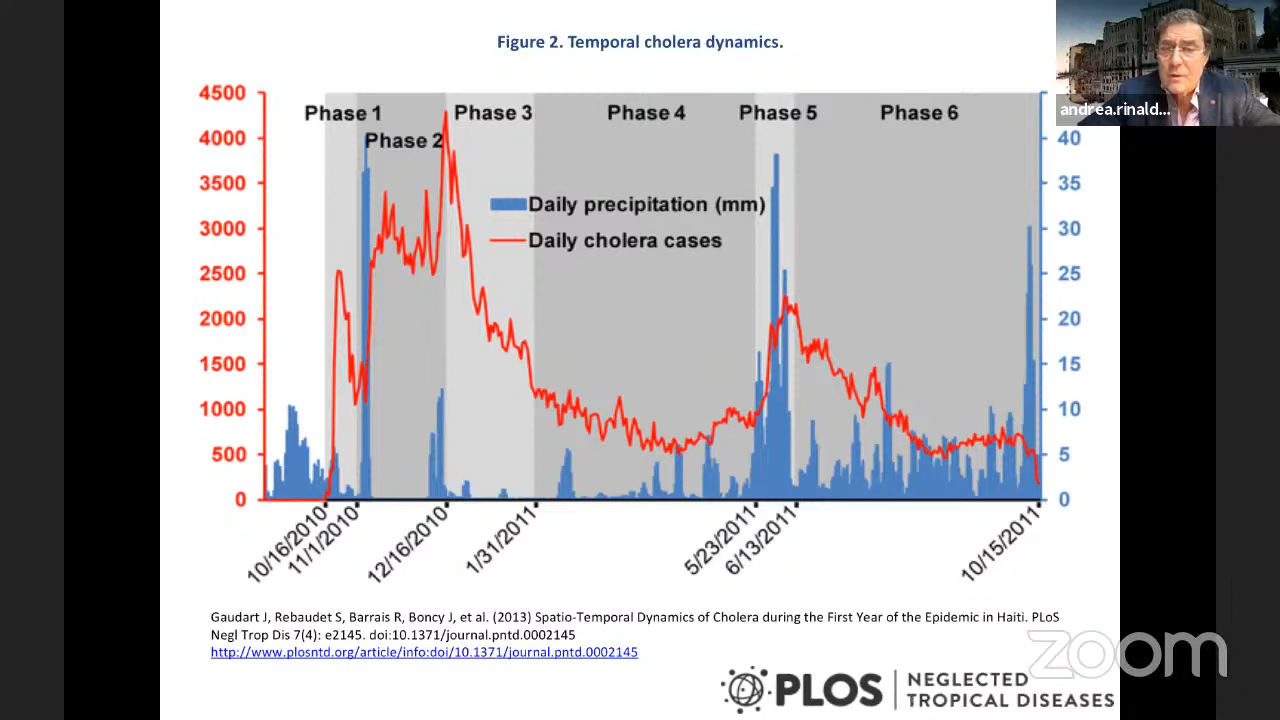 Figure 2. Temporal cholera dynamics.
andrea.rinald...
4500
4000
3500
3000
2500
2000
1500
1000
500
0
Phase 1
Phase 2
Phase 3
Phase 4
Phase 5
Phase 6
Daily precipitation (mm)
Daily cholera cases
40
35
30
25
20
15
10
5
0
10/16/2010
11/1/2010
12/16/2010
1/31/2011
5/23/2011
6/13/2011
10/15/2011
Gaudart J, Rebaudet S, Barrais R, Boncy J, et al. (2013) Spatio-Temporal Dynamics of Cholera during the First Year of the Epidemic in Haiti. PLoS
Negl Trop Dis 7(4): e2145. doi:10.1371/journal.pntd.0002145
http://www.plosntd.org/article/info:doi/10.1371/journal.pntd.0002145
zoom
PLOS
NEGLECTED
TROPICAL DISEASES